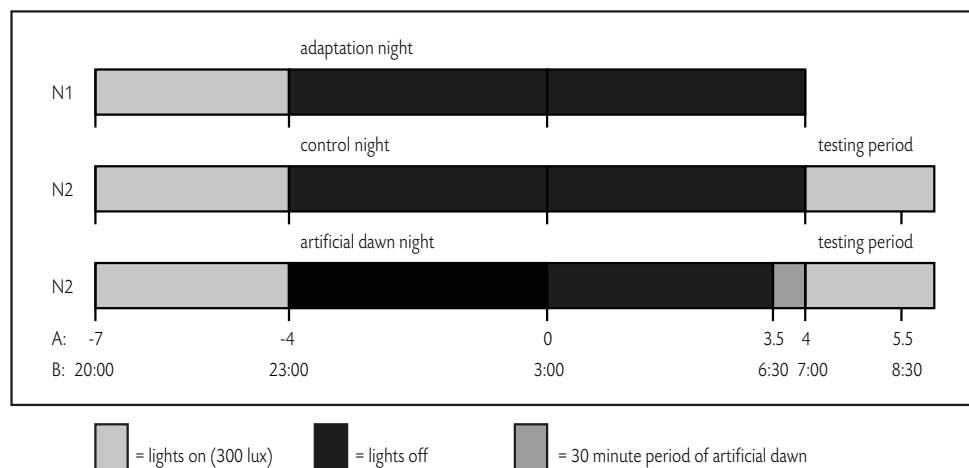 adaptation night
N1
control night testing period
N2
artificial dawn night testing period
N2
A: -7 -4 0 3.5 4 5.5
B: 20:00 23:00 3:00 6:30 7:00 8:30
= lights on (300 lux) = lights off = 30 minute period of artificial dawn